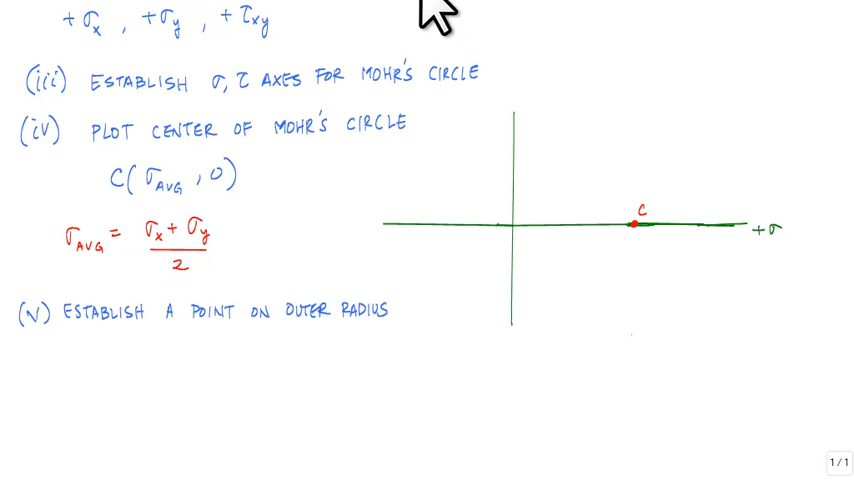 +σx , +σy , +τxy
(iii) ESTABLISH σ, τ AXES FOR MOHR'S CIRCLE
(iv) PLOT CENTER OF MOHR'S CIRCLE
C(σAVG , 0)
σAVG = σx + σy / 2
(V) ESTABLISH A POINT ON OUTER RADIUS
C
+σ
1 / 1